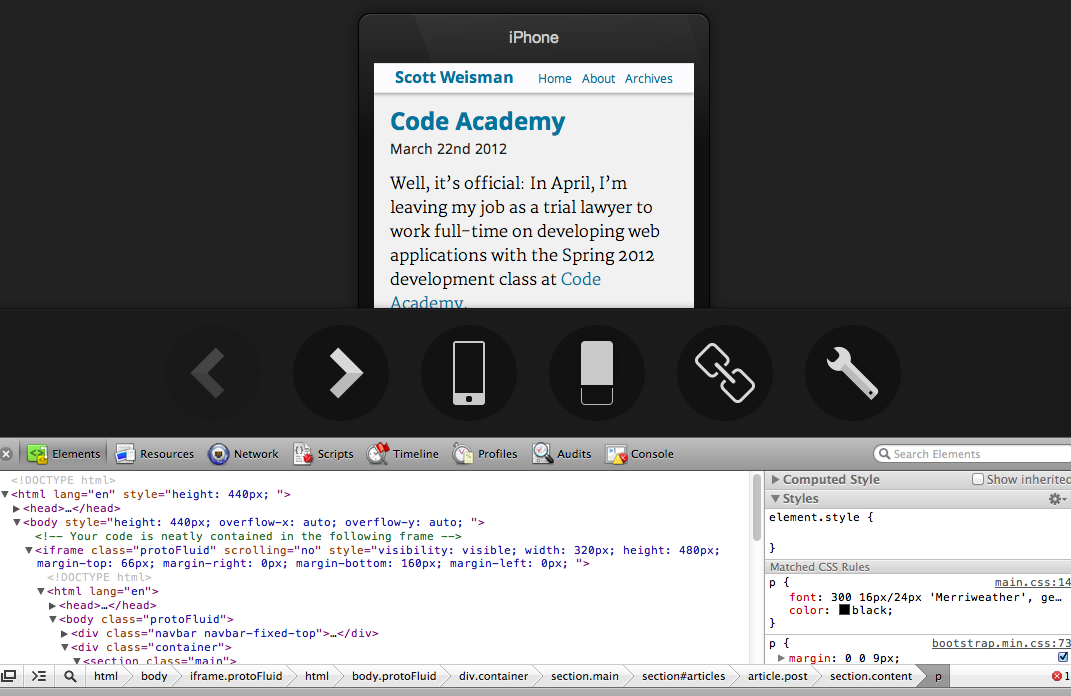 iPhone
Scott Weisman Home About Archives
Code Academy
March 22nd 2012
Well, it's official: In April, I'm
leaving my job as a trial lawyer to
work full-time on developing web
applications with the Spring 2012
development class at Code
Academy.
Elements Resources Network Scripts Timeline Profiles Audits Console Search Elements
<!DOCTYPE html>
<html lang="en" style="height: 440px; ">
<head>…</head>
<body style="height: 440px; overflow-x: auto; overflow-y: auto; ">
<!-- Your code is neatly contained in the following frame -->
<iframe class="protoFluid" scrolling="no" style="visibility: visible; width: 320px; height: 480px;
margin-top: 66px; margin-right: 0px; margin-bottom: 160px; margin-left: 0px; ">
<!DOCTYPE html>
<html lang="en">
<head>…</head>
<body class="protoFluid">
<div class="navbar navbar-fixed-top">…</div>
<div class="container">
<section class="main">
Computed Style Show inherited
Styles
element.style {
}
Matched CSS Rules
p { main.css:14
font: 300 16px/24px 'Merriweather', ge…
color: black;
}
p { bootstrap.min.css:73
margin: 0 0 9px;
html body iframe.protoFluid html body.protoFluid div.container section.main section#articles article.post section.content p 1